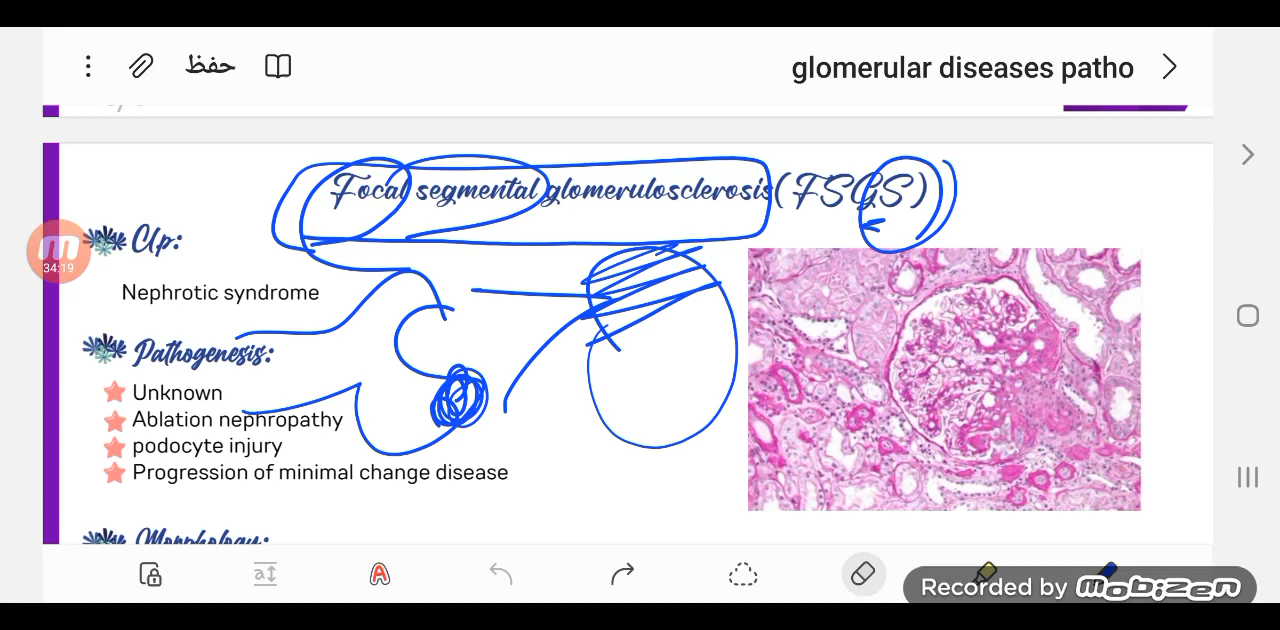 حفظ
glomerular diseases patho
Focal segmental glomerulosclerosis (FSGS)
C/p:
Nephrotic syndrome
Pathogenesis:
Unknown
Ablation nephropathy
podocyte injury
Progression of minimal change disease
Morphology:
34:19
Recorded by mobizen